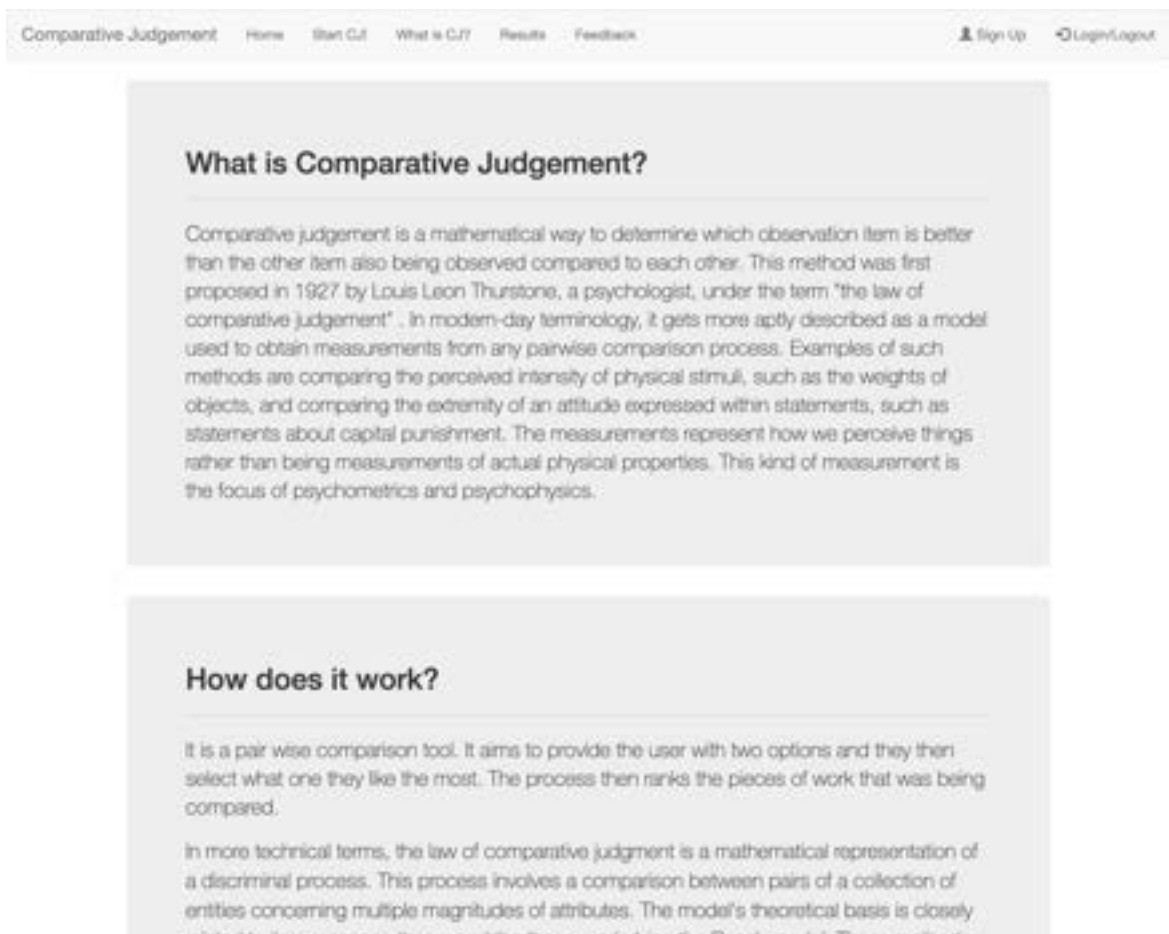 Comparative Judgement Home Start CJ! What is CJ? Results Feedback Sign Up Login/Logout
What is Comparative Judgement?
Comparative judgement is a mathematical way to determine which observation item is better
than the other item also being observed compared to each other. This method was first
proposed in 1927 by Louis Leon Thurstone, a psychologist, under the term "the law of
comparative judgement" . In modern-day terminology, it gets more aptly described as a model
used to obtain measurements from any pairwise comparison process. Examples of such
methods are comparing the perceived intensity of physical stimuli, such as the weights of
objects, and comparing the extremity of an attitude expressed within statements, such as
statements about capital punishment. The measurements represent how we perceive things
rather than being measurements of actual physical properties. This kind of measurement is
the focus of psychometrics and psychophysics.
How does it work?
It is a pair wise comparison tool. It aims to provide the user with two options and they then
select what one they like the most. The process then ranks the pieces of work that was being
compared.
In more technical terms, the law of comparative judgment is a mathematical representation of
a discriminal process. This process involves a comparison between pairs of a collection of
entities concerning multiple magnitudes of attributes. The model's theoretical basis is closely